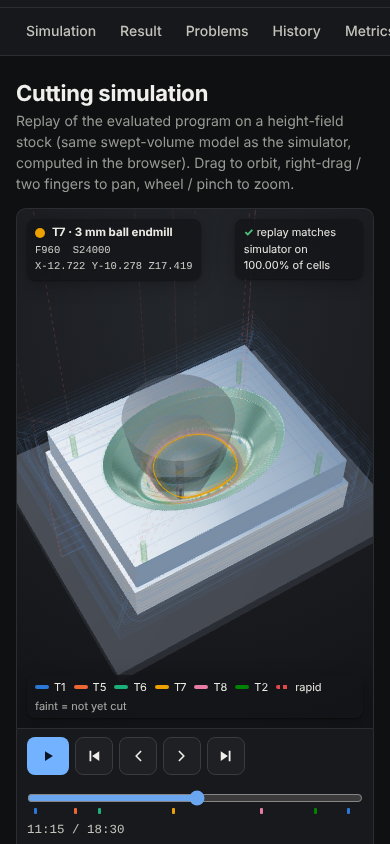 Simulation Result Problems History Metrics
Cutting simulation
Replay of the evaluated program on a height-field
stock (same swept-volume model as the simulator,
computed in the browser). Drag to orbit, right-drag /
two fingers to pan, wheel / pinch to zoom.
T7 · 3 mm ball endmill
F960 S24000
X-12.722 Y-10.278 Z17.419
✓ replay matches
simulator on
100.00% of cells
T1 T5 T6 T7 T8 T2 rapid
faint = not yet cut
11:15 / 18:30